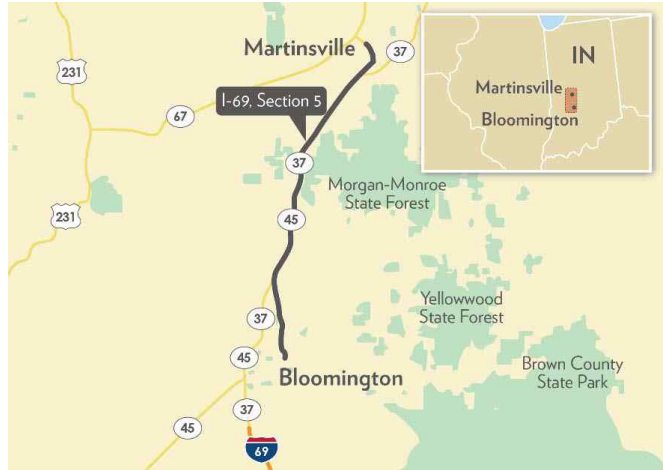 Martinsville
37
231
I-69, Section 5
67
37
Morgan-Monroe
State Forest
45
231
Yellowwood
State Forest
37
45
Brown County
State Park
Bloomington
37
45
69
IN
Martinsville
Bloomington